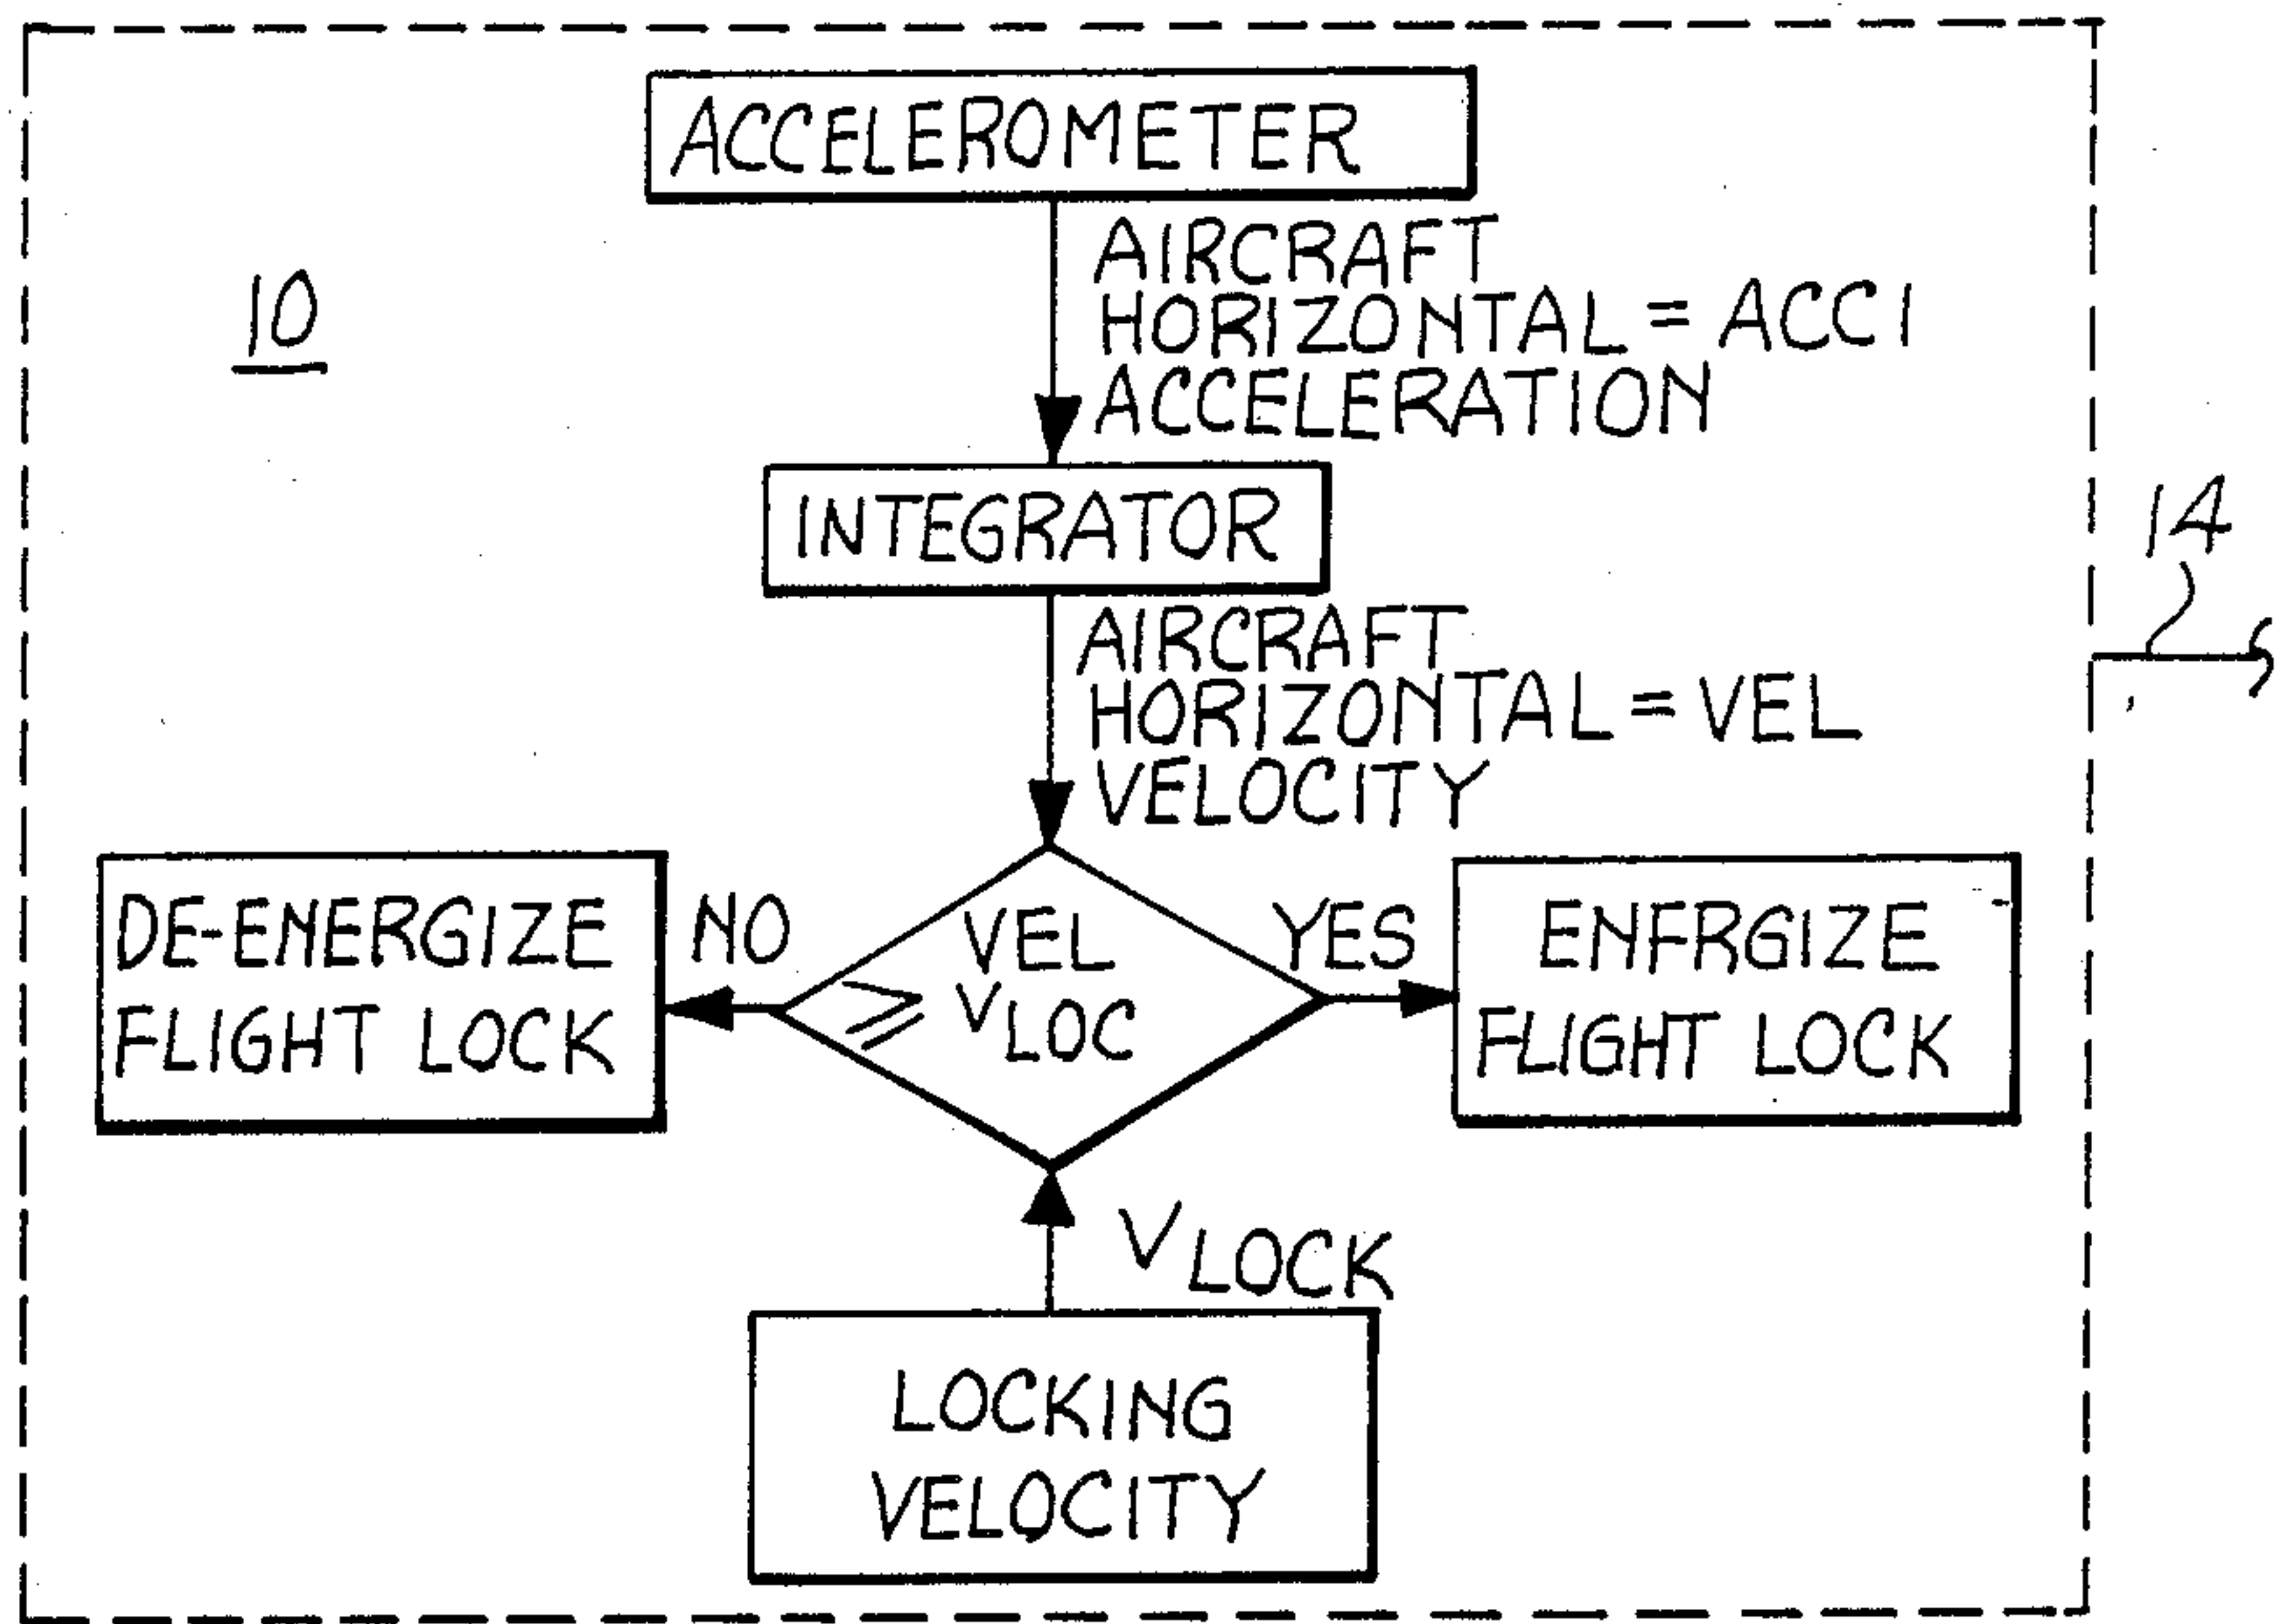 ACCELEROMETER
10
AIRCRAFT
HORIZONTAL = ACC1
ACCELERATION
INTEGRATOR
14
AIRCRAFT
HORIZONTAL = VEL
VELOCITY
DE-ENERGIZE
FLIGHT LOCK
NO
VEL
≥ VLOC
YES
ENFRGIZE
FLIGHT LOCK
VLOCK
LOCKING
VELOCITY